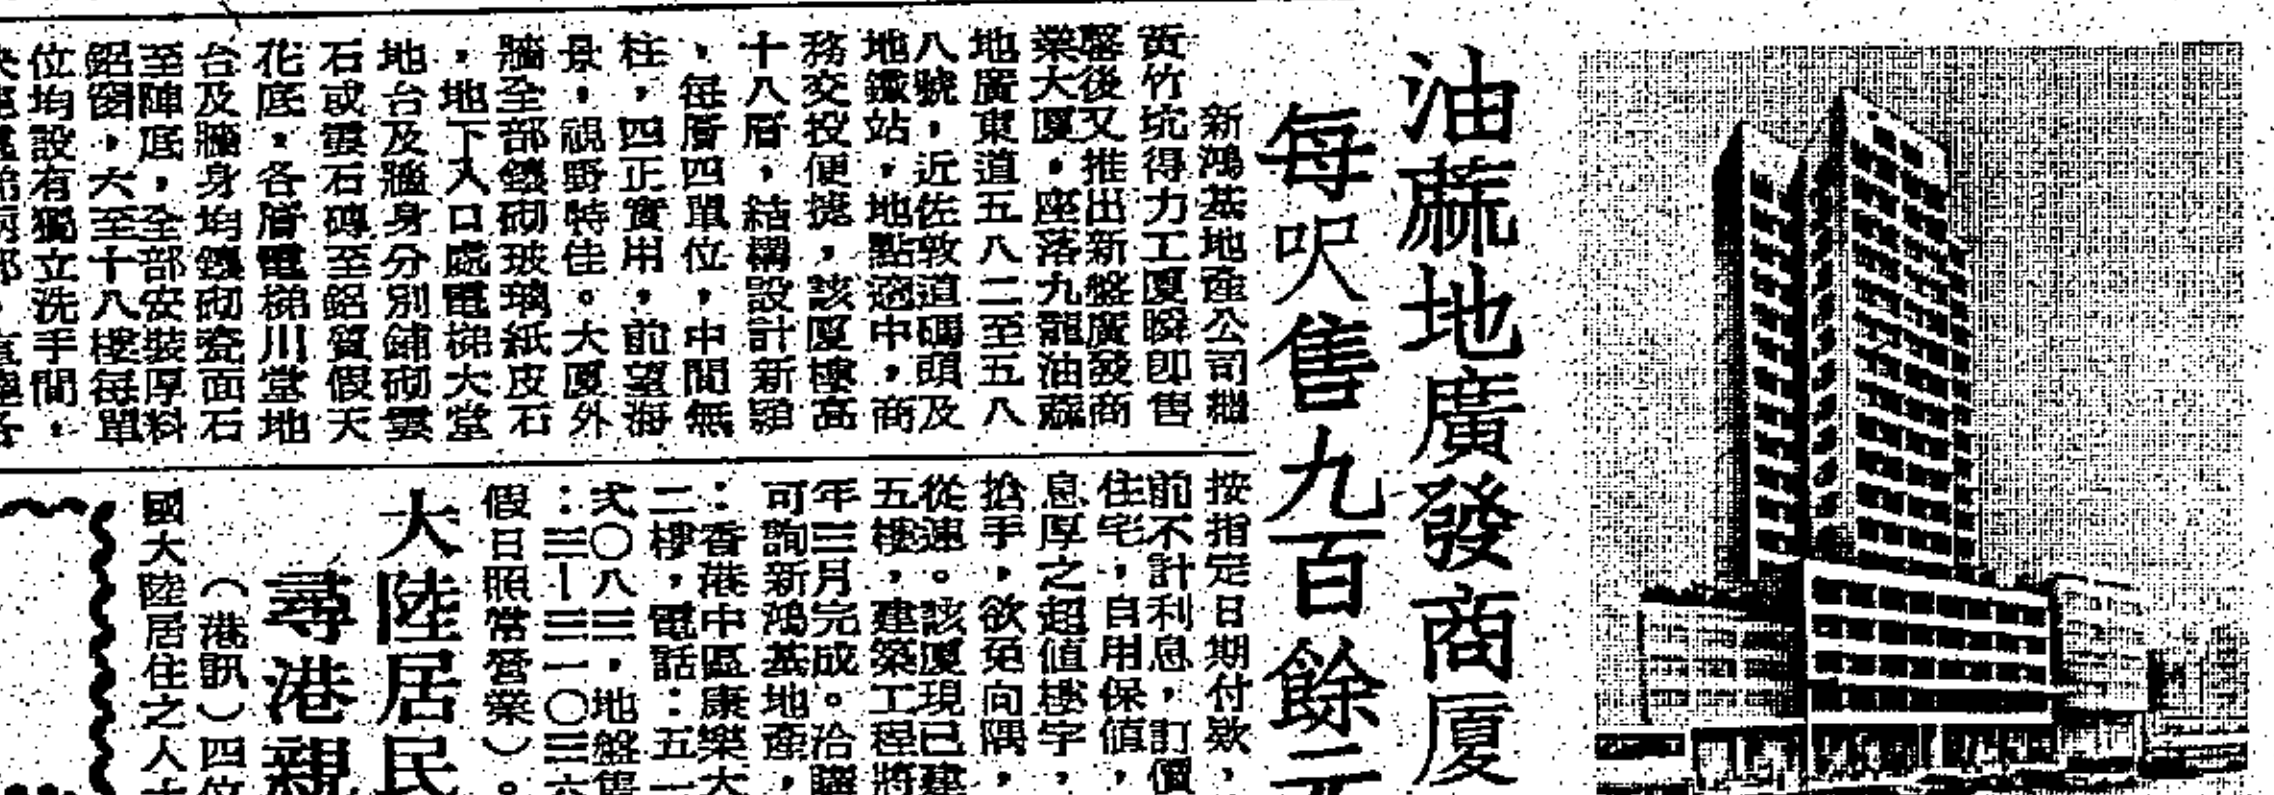 油蔴地廣發商厦
每呎售九百餘元
新鴻基地產公司繼
黃竹坑得力工厦瞬卽售
罄後又推出新盤廣發商
業大厦，座落九龍油蔴
地廣東道五八二至五八
八號，近佐敦道碼頭及
地鐵站，地點適中，商
務交投便捷，該厦樓高
十八層，結構設計新穎
，每層四單位，中間無
柱，四正實用，前望海
景，視野特佳。大厦外
牆全部鑲砌玻璃紙皮石
，地下入口處電梯大堂
地台及牆身分別鋪砌雲
石或雲石磚至鋁質假天
花底，各層電梯川堂地
台及牆身均鑲砌瓷面石
至陣底，全部安裝厚料
鋁窗，六至十八樓每單
位均設有獨立洗手間，
按指定日期付欵，
前不計利息，訂價
住宅，自用保值，
息厚之超值樓宇，
搶手，欲免向隅，
從速。該厦現已建
五樓，建築工程將
年三月完成。洽購
可詢新鴻基地產，
：香港中區康樂大
二樓，電話：五一
弍〇八三，地盤售
：三—三一〇三六
假日照常營業）。
大陸居民
尋港親
（港訊）四位
國大陸居住之人士